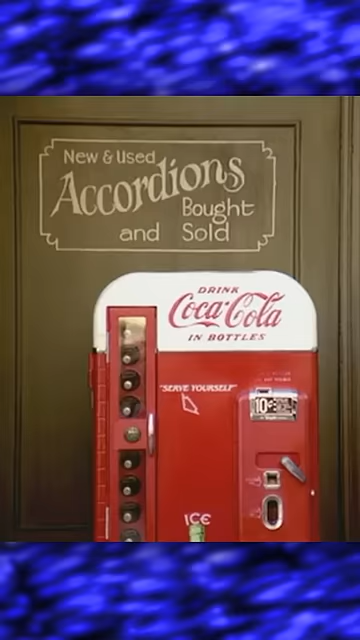 New & Used
Accordions
Bought
and Sold
DRINK
Coca-Cola
IN BOTTLES
"SERVE YOURSELF"
10¢
ICE